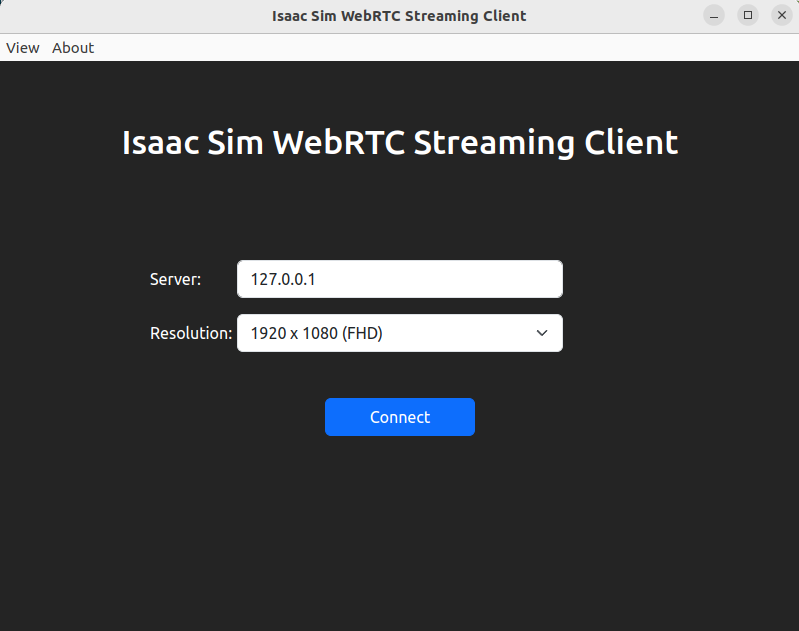 Isaac Sim WebRTC Streaming Client
View About
Isaac Sim WebRTC Streaming Client
Server: 127.0.0.1
Resolution: 1920 x 1080 (FHD)
Connect